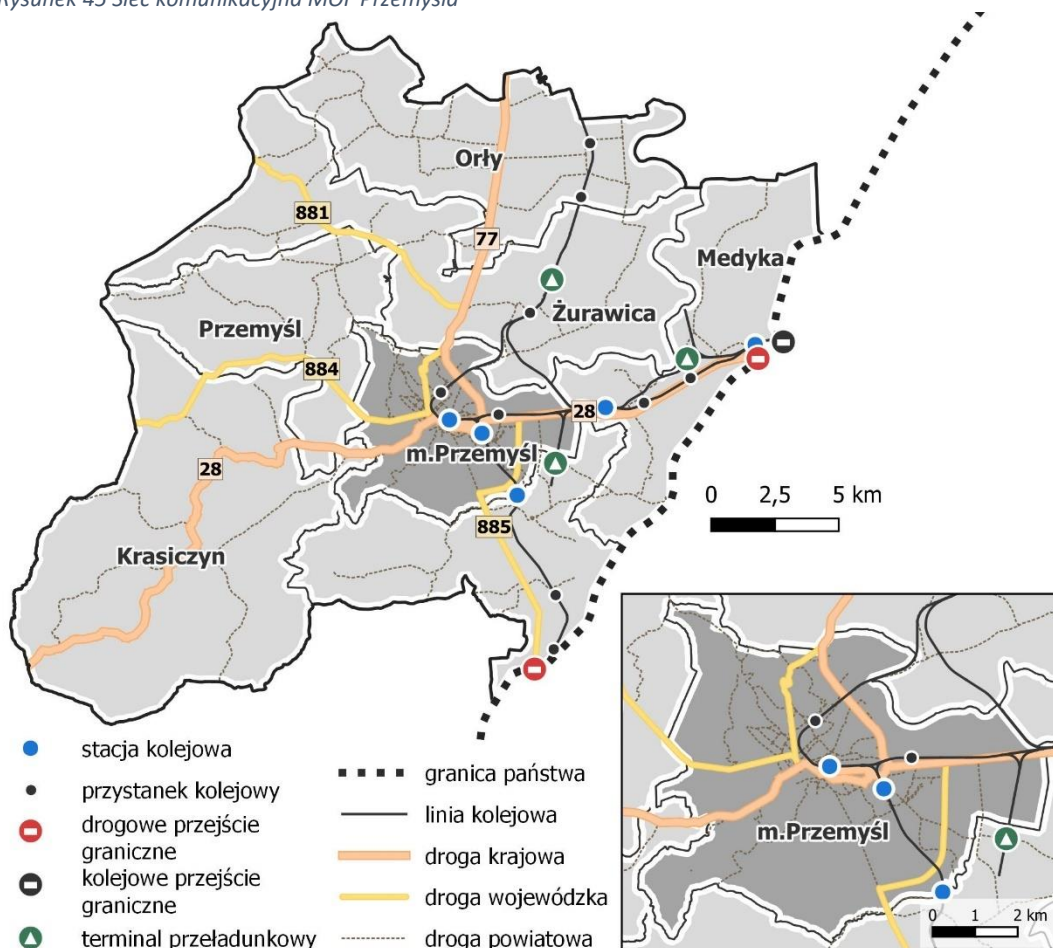 Rysunek 45 Sieć komunikacyjna MOF Przemyśla
Orły
881
77
Medyka
Żurawica
Przemyśl
884
28
m.Przemyśl
28
0 2,5 5 km
885
Krasiczyn
stacja kolejowa
przystanek kolejowy
drogowe przejście
graniczne
kolejowe przejście
graniczne
terminal przeładunkowy
granica państwa
linia kolejowa
droga krajowa
droga wojewódzka
droga powiatowa
m.Przemyśl
0 1 2 km